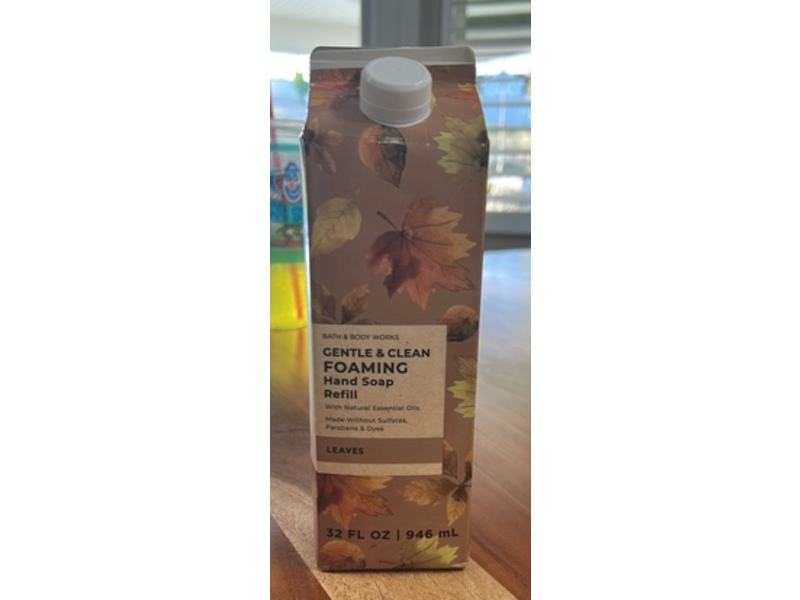 BATH & BODY WORKS
GENTLE & CLEAN
FOAMING
Hand Soap
Refill
With Natural Essential Oils
Made Without Sulfates,
Parabens & Dyes
LEAVES
32 FL OZ | 946 mL